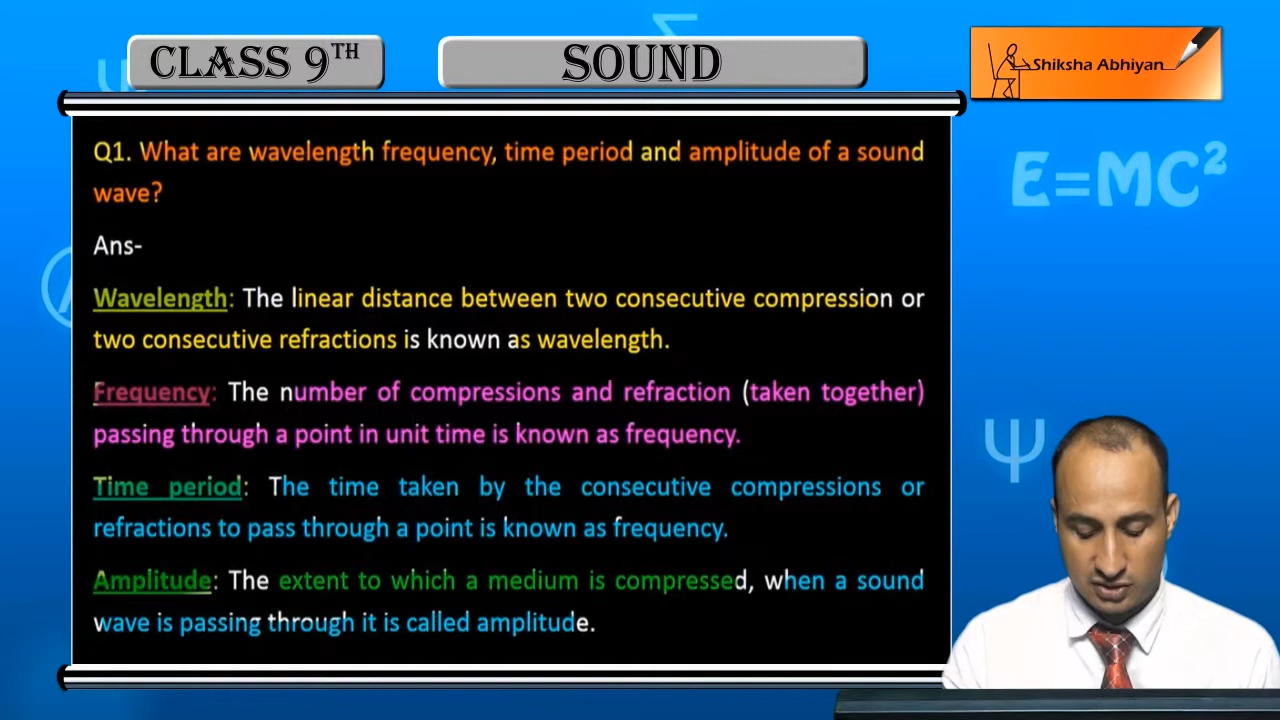 CLASS 9TH
SOUND
Shiksha Abhiyan
Q1. What are wavelength frequency, time period and amplitude of a sound
wave?
Ans-
Wavelength: The linear distance between two consecutive compression or
two consecutive refractions is known as wavelength.
Frequency: The number of compressions and refraction (taken together)
passing through a point in unit time is known as frequency.
Time period: The time taken by the consecutive compressions or
refractions to pass through a point is known as frequency.
Amplitude: The extent to which a medium is compressed, when a sound
wave is passing through it is called amplitude.
E=MC²
Ψ